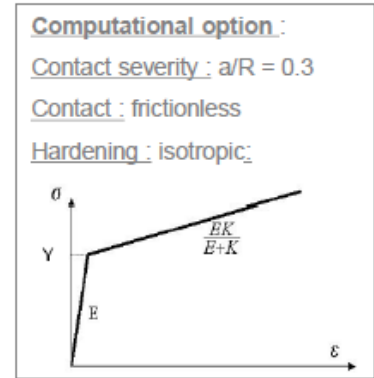 Computational option :
Contact severity : a/R = 0.3
Contact : frictionless
Hardening : isotropic:
σ
EK
E+K
Y
E
ε